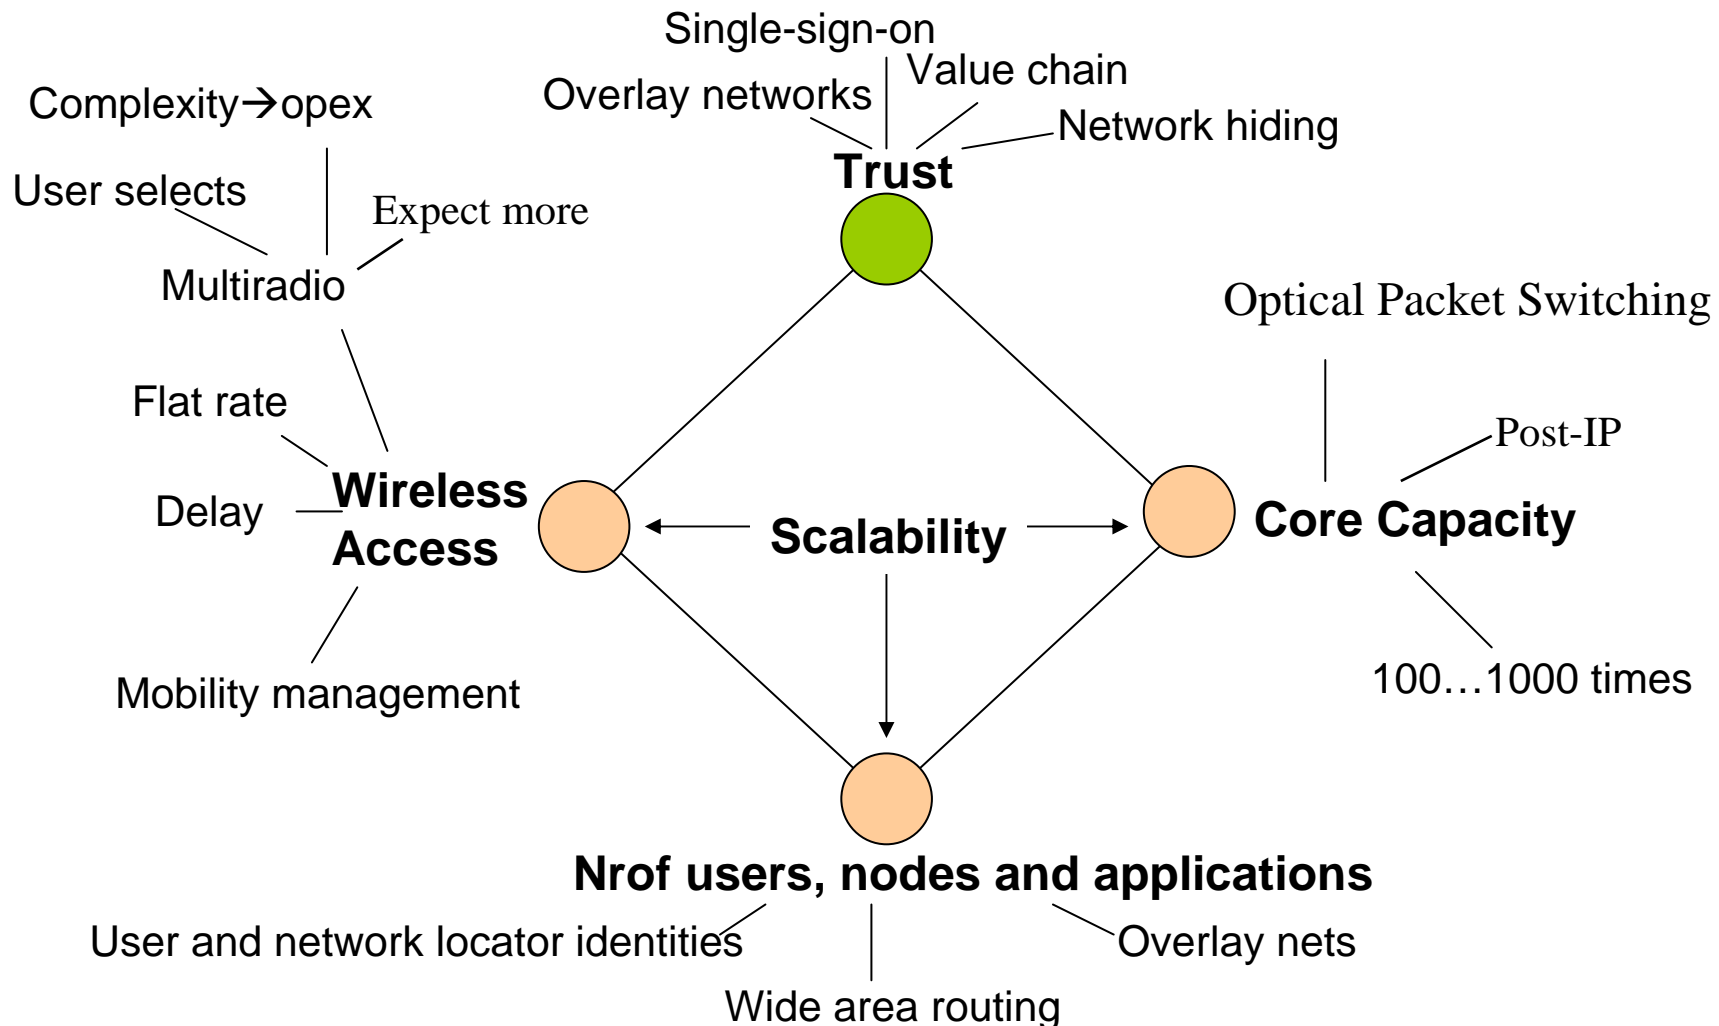 Single-sign-on
Value chain
Overlay networks
Network hiding
Trust
Complexity→opex
User selects
Expect more
Multiradio
Flat rate
Delay
Wireless
Access
Mobility management
Scalability
Optical Packet Switching
Post-IP
Core Capacity
100…1000 times
Nrof users, nodes and applications
User and network locator identities
Overlay nets
Wide area routing